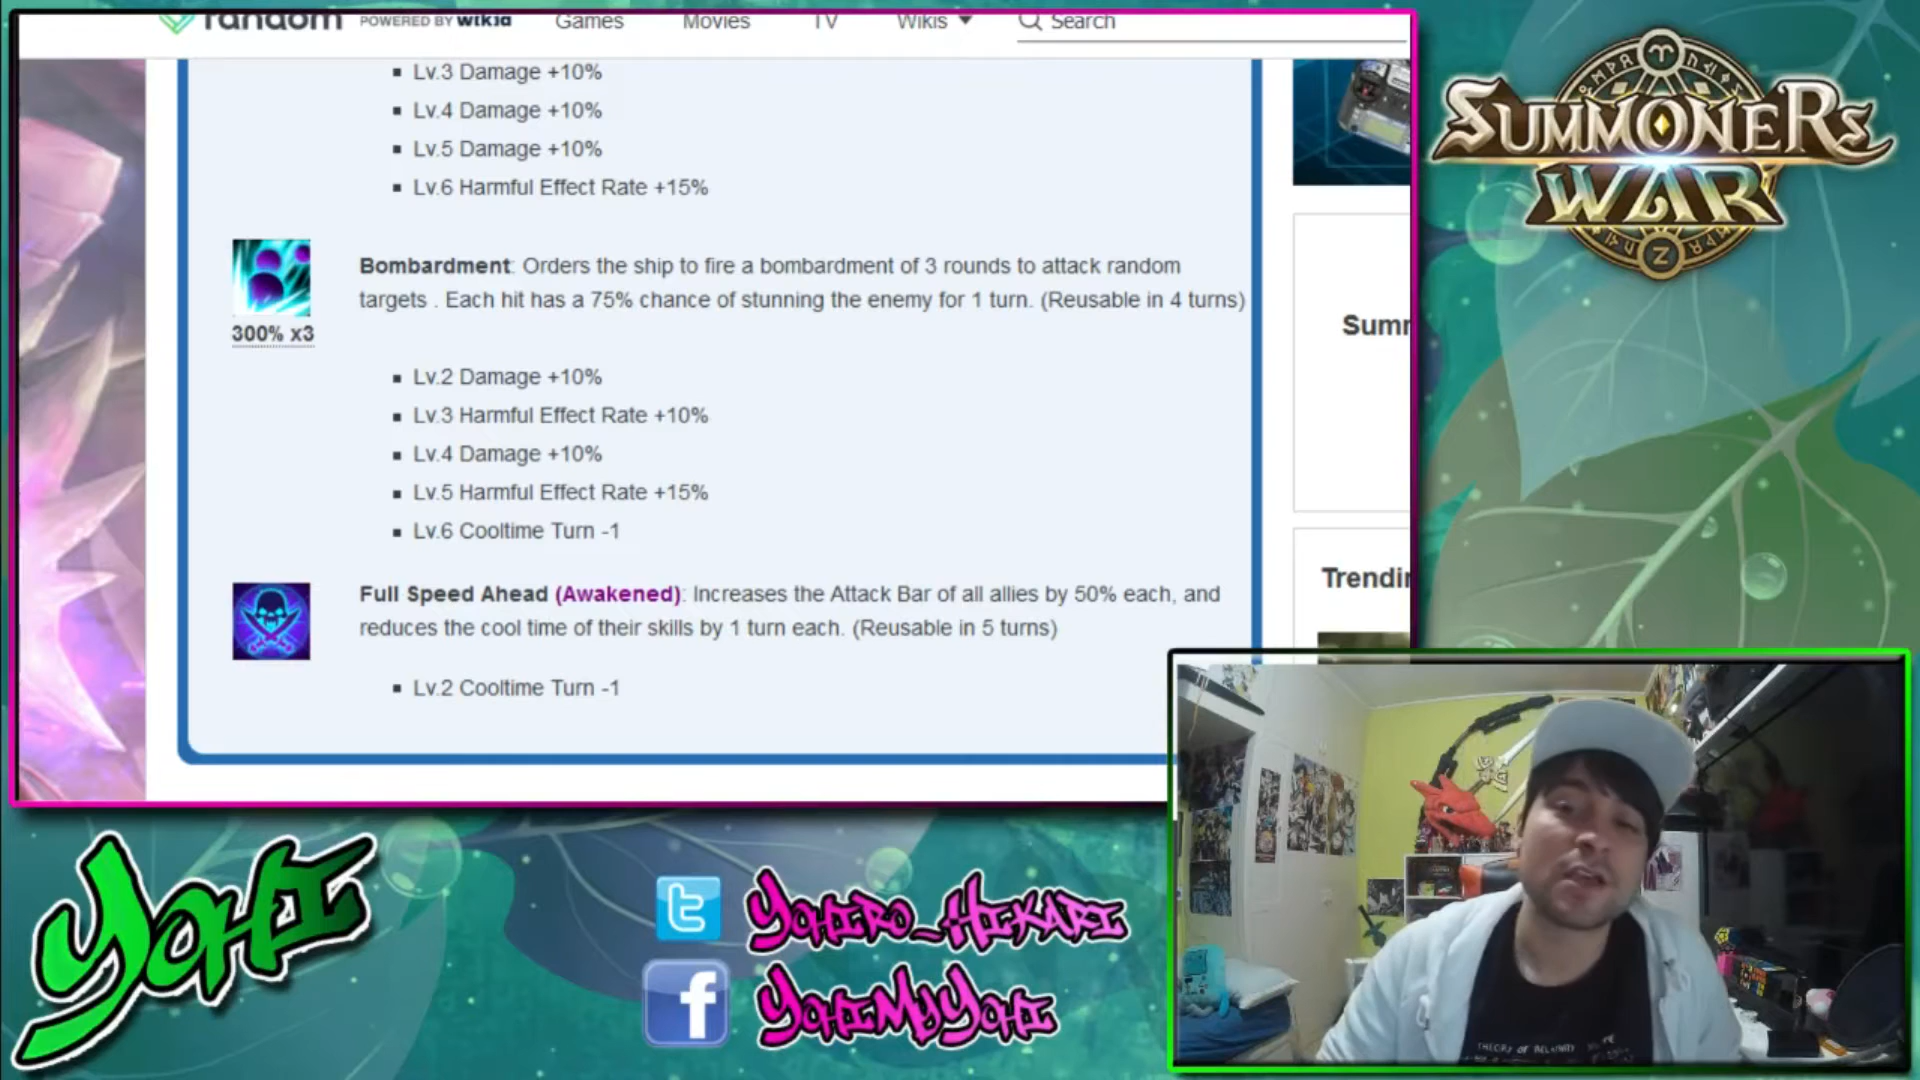 random POWERED BY wikia Games Movies TV Wikis Search
Lv.3 Damage +10%
Lv.4 Damage +10%
Lv.5 Damage +10%
Lv.6 Harmful Effect Rate +15%
Bombardment: Orders the ship to fire a bombardment of 3 rounds to attack random
targets . Each hit has a 75% chance of stunning the enemy for 1 turn. (Reusable in 4 turns)
300% x3
Lv.2 Damage +10%
Lv.3 Harmful Effect Rate +10%
Lv.4 Damage +10%
Lv.5 Harmful Effect Rate +15%
Lv.6 Cooltime Turn -1
Full Speed Ahead (Awakened): Increases the Attack Bar of all allies by 50% each, and
reduces the cool time of their skills by 1 turn each. (Reusable in 5 turns)
Lv.2 Cooltime Turn -1
Summ
Trendin
SUMMONERS
WAR
YOHI
YOHIRO_HIKARI
YOHIMYYOHI
THEORY OF RELATIVITY